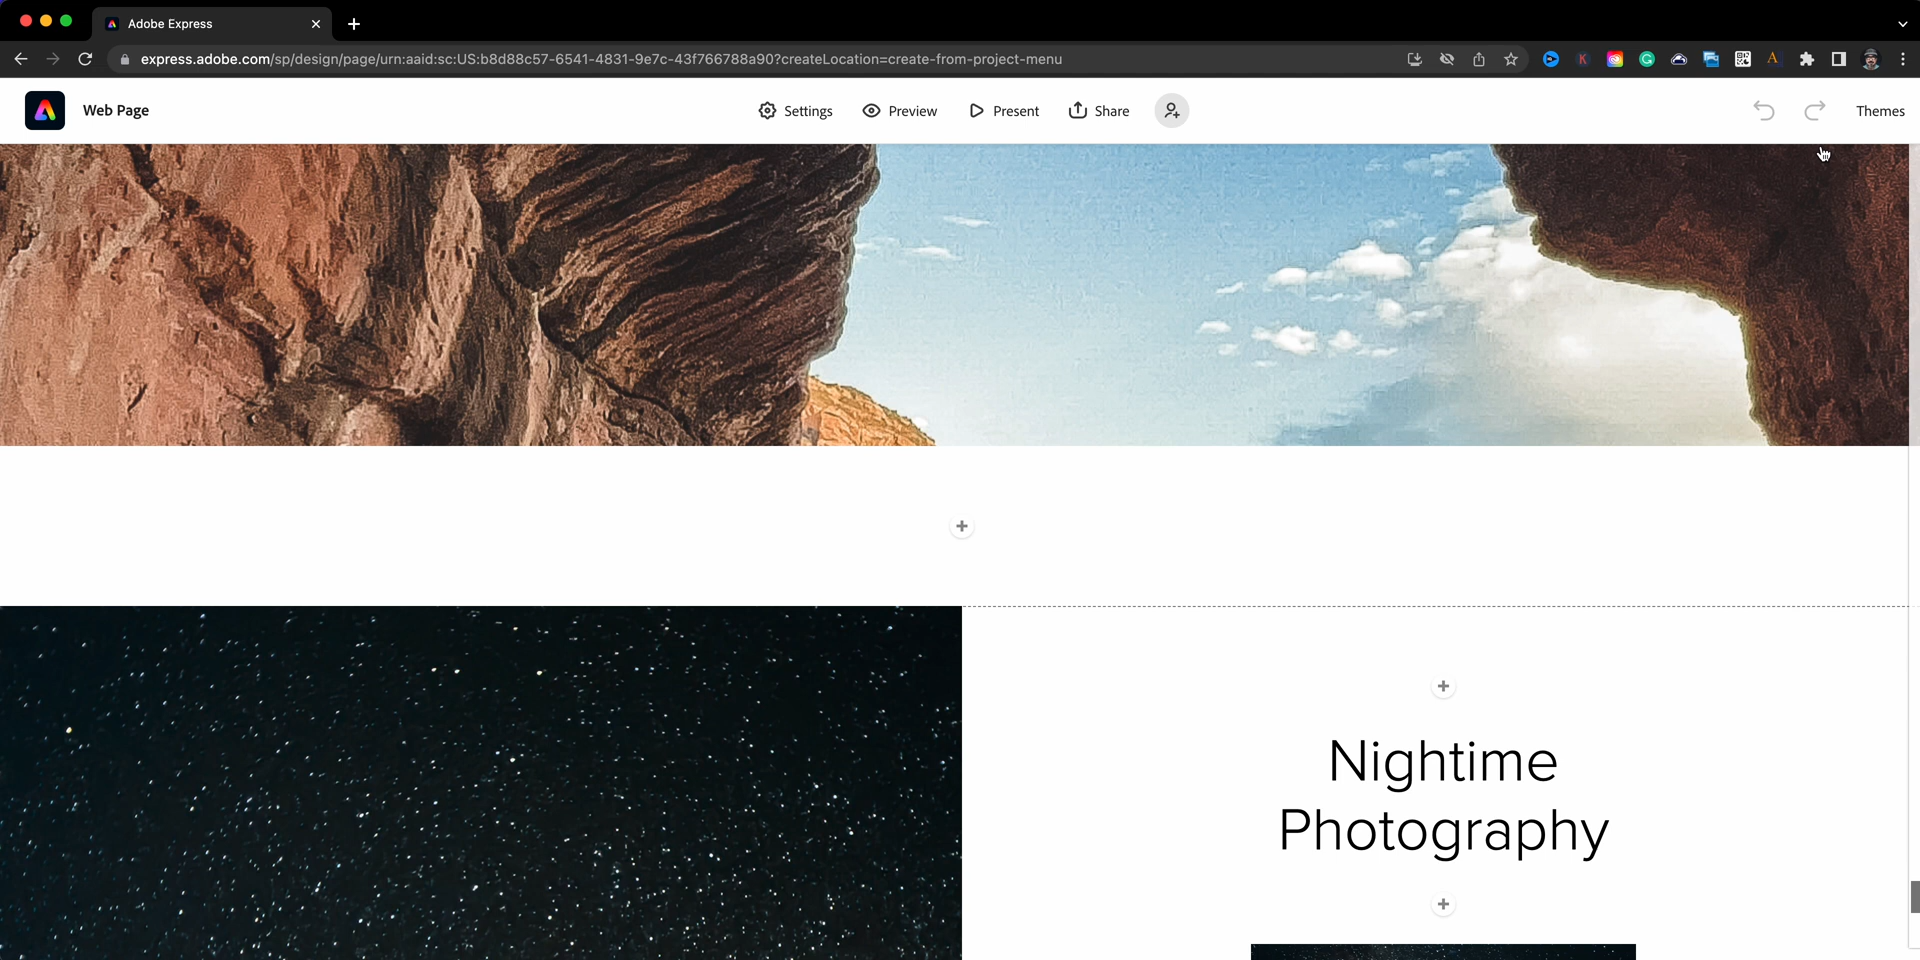 Adobe Express
express.adobe.com/sp/design/page/urn:aaid:sc:US:b8d88c57-6541-4831-9e7c-43f766788a90?createLocation=create-from-project-menu
K
A
Web Page
Settings
Preview
Present
Share
Themes
Nightime
Photography